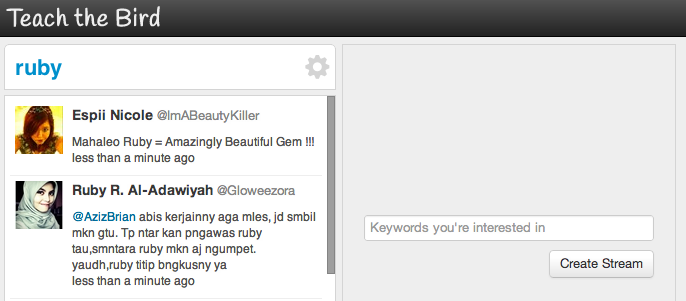 Teach the Bird
ruby
Espii Nicole @ImABeautyKiller
Mahaleo Ruby = Amazingly Beautiful Gem !!!
less than a minute ago
Ruby R. Al-Adawiyah @Gloweezora
@AzizBrian abis kerjainny aga mles, jd smbil
mkn gtu. Tp ntar kan pngawas ruby
tau,smntara ruby mkn aj ngumpet.
yaudh,ruby titip bngkusny ya
less than a minute ago
Keywords you're interested in
Create Stream